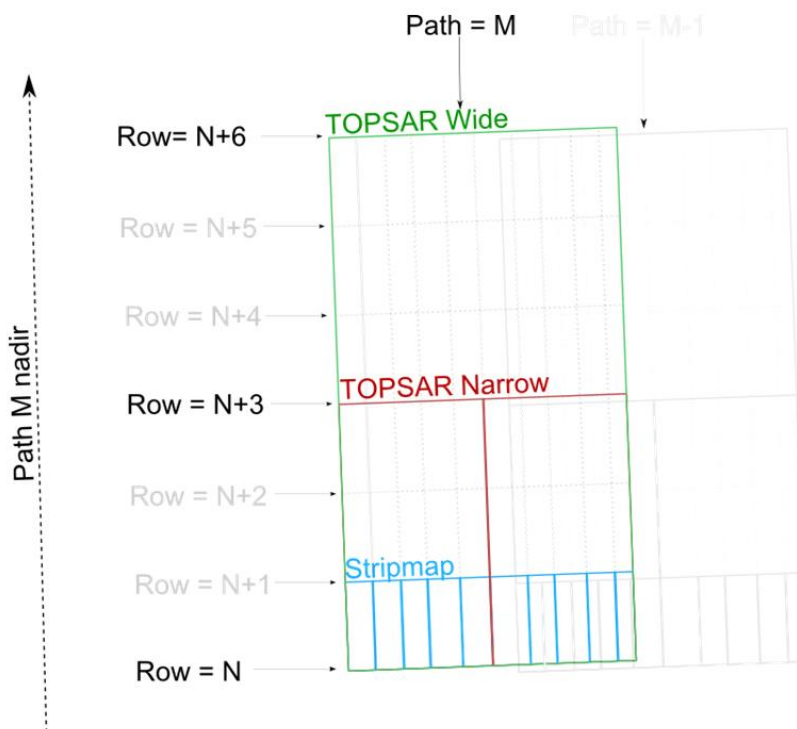 Path = M
Path = M-1
TOPSAR Wide
Row= N+6
Row = N+5
Row = N+4
Path M nadir
TOPSAR Narrow
Row = N+3
Row = N+2
Stripmap
Row = N+1
Row = N